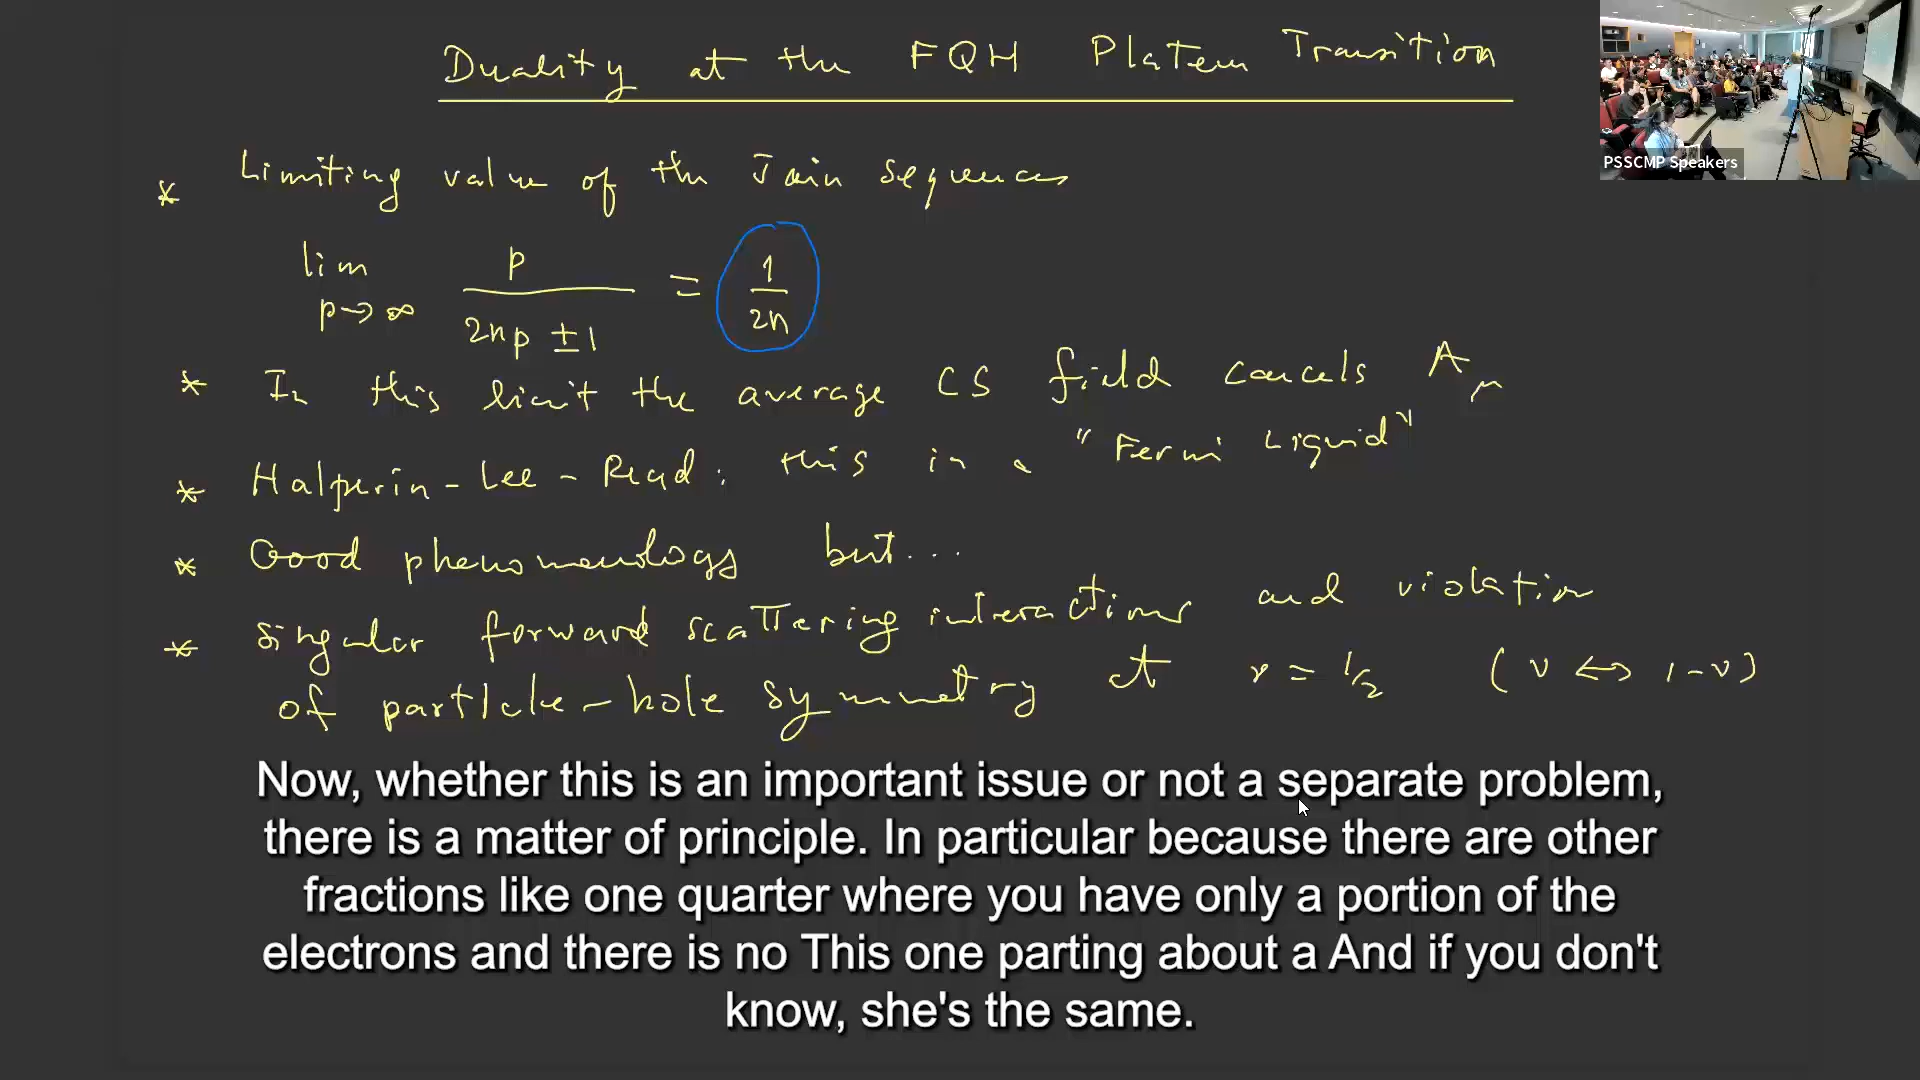 Duality at the FQH Plateau Transition
PSSCMP Speakers
* Limiting value of the Jain sequences
lim p→∞ p / (2np ± 1) = 1 / 2n
* In this limit the average CS field cancels Aμ
* Halperin-Lee-Read: this is a "Fermi Liquid"
* Good phenomenology but...
* Singular forward scattering interactions and violation
of particle-hole symmetry at ν = 1/2 (ν ↔ 1-ν)
Now, whether this is an important issue or not a separate problem,
there is a matter of principle. In particular because there are other
fractions like one quarter where you have only a portion of the
electrons and there is no This one parting about a And if you don't
know, she's the same.